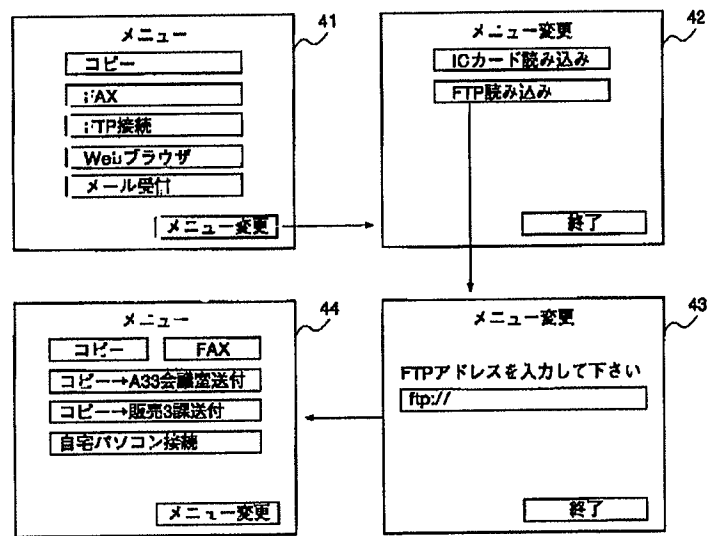 41
メニュー
コピー
FAX
FTP接続
Webブラウザ
メール受付
メニュー変更
42
メニュー変更
ICカード読み込み
FTP読み込み
終了
43
メニュー変更
FTPアドレスを入力して下さい
ftp://
終了
44
メニュー
コピー FAX
コピー→A33会議室送付
コピー→販売3課送付
自宅パソコン接続
メニュー変更